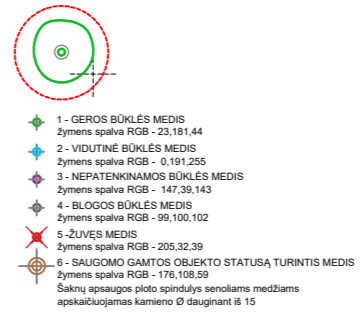 1 - GEROS BŪKLĖS MEDIS
žymens spalva RGB - 23,181,44
2 - VIDUTINĖ BŪKLĖS MEDIS
žymens spalva RGB - 0,191,255
3 - NEPATENKINAMOS BŪKLĖS MEDIS
žymens spalva RGB - 147,39,143
4 - BLOGOS BŪKLĖS MEDIS
žymens spalva RGB - 99,100,102
5 -ŽUVĘS MEDIS
žymens spalva RGB - 205,32,39
6 - SAUGOMO GAMTOS OBJEKTO STATUSĄ TURINTIS MEDIS
žymens spalva RGB - 176,108,59
Šaknų apsaugos ploto spindulys senoliams medžiams
apskaičiuojamas kamieno Ø dauginant iš 15